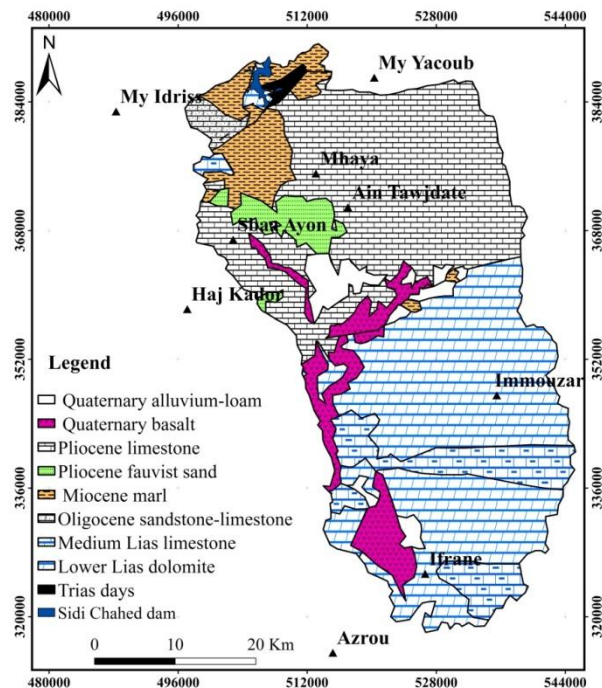 480000 496000 512000 528000 544000
N
My Yacoub
384000 384000
My Idriss
Mhaya
Ain Tawjdate
368000 368000
Sbaa Ayon
Haj Kador
352000 352000
Legend
Immouzar
Quaternary alluvium-loam
Quaternary basalt
Pliocene limestone
Pliocene fauvist sand
336000 336000
Miocene marl
Oligocene sandstone-limestone
Medium Lias limestone
Lower Lias dolomite
Ifrane
Trias days
Sidi Chahed dam
320000 320000
0 10 20 Km
Azrou
480000 496000 512000 528000 544000